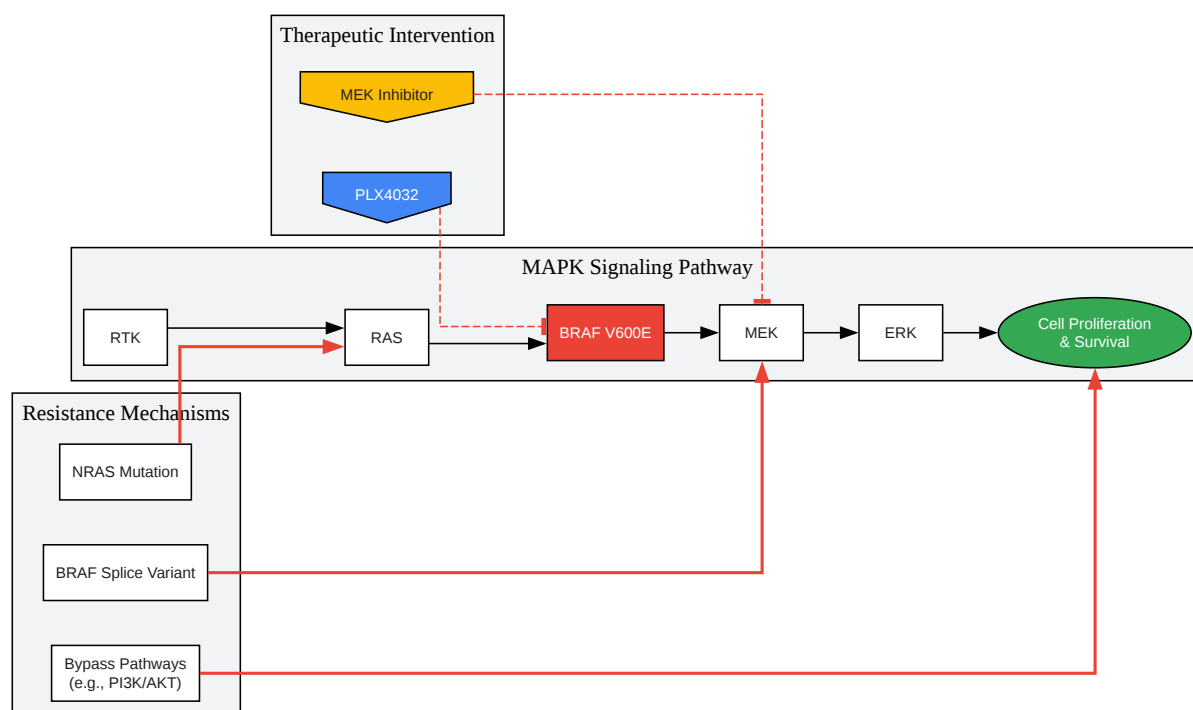 Therapeutic Intervention
MEK Inhibitor
PLX4032
MAPK Signaling Pathway
RTK
RAS
BRAF V600E
MEK
ERK
Cell Proliferation
& Survival
Resistance Mechanisms
NRAS Mutation
BRAF Splice Variant
Bypass Pathways
(e.g., PI3K/AKT)